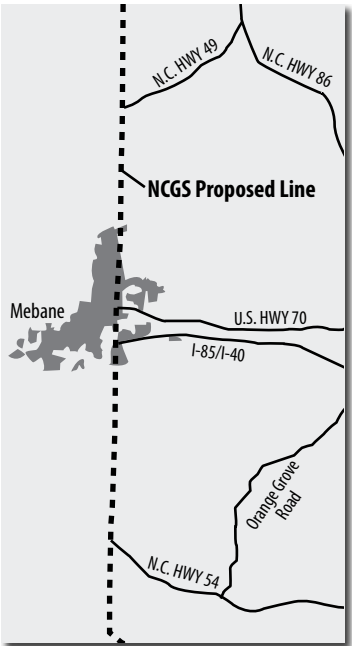 N.C. HWY 49
N.C. HWY 86
NCGS Proposed Line
Mebane
U.S. HWY 70
I-85/I-40
Orange Grove
Road
N.C. HWY 54